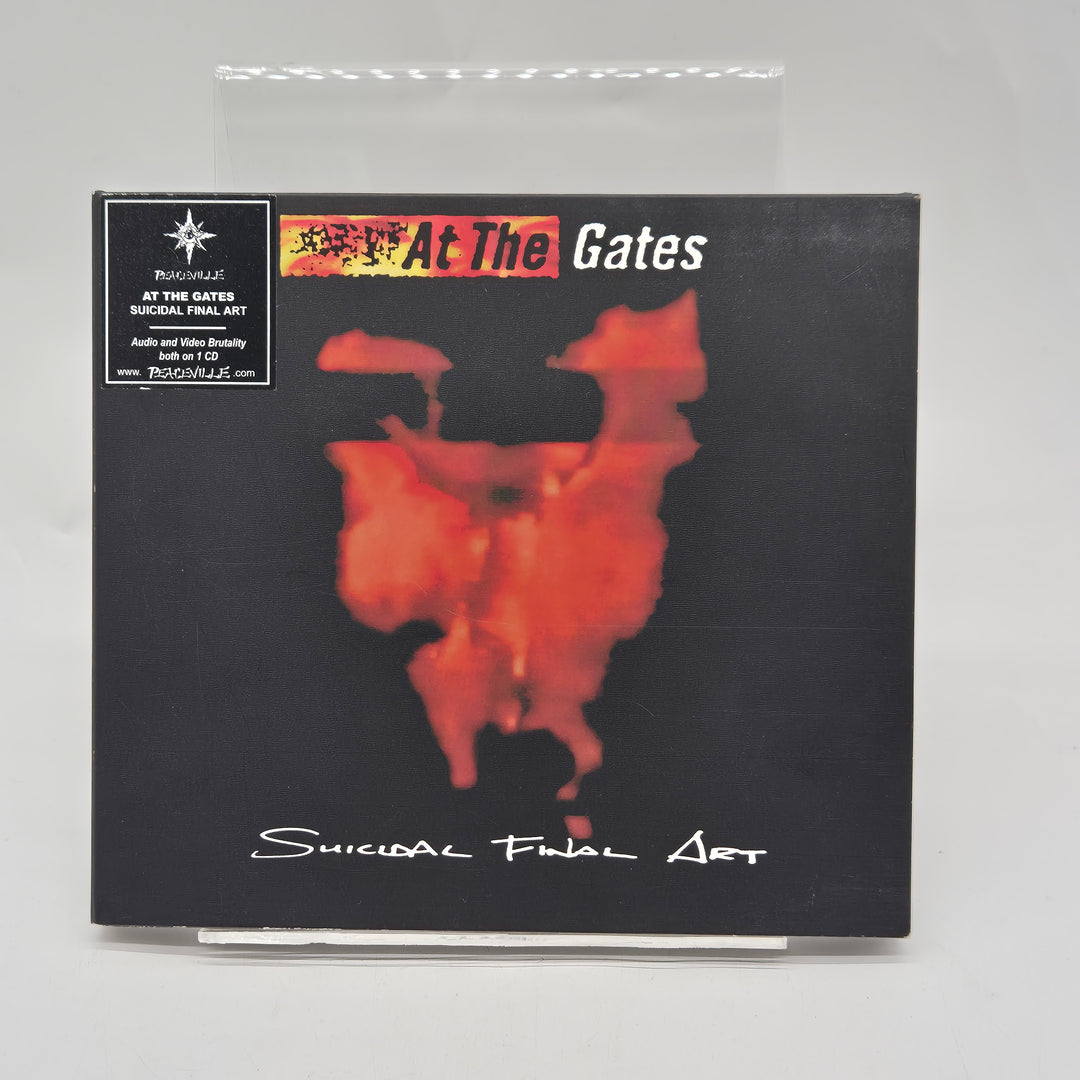 PEACEVILLE
AT THE GATES
SUICIDAL FINAL ART
Audio and Video Brutality
both on 1 CD
www. PEACEVILLE .com
At The Gates
Suicidal Final Art